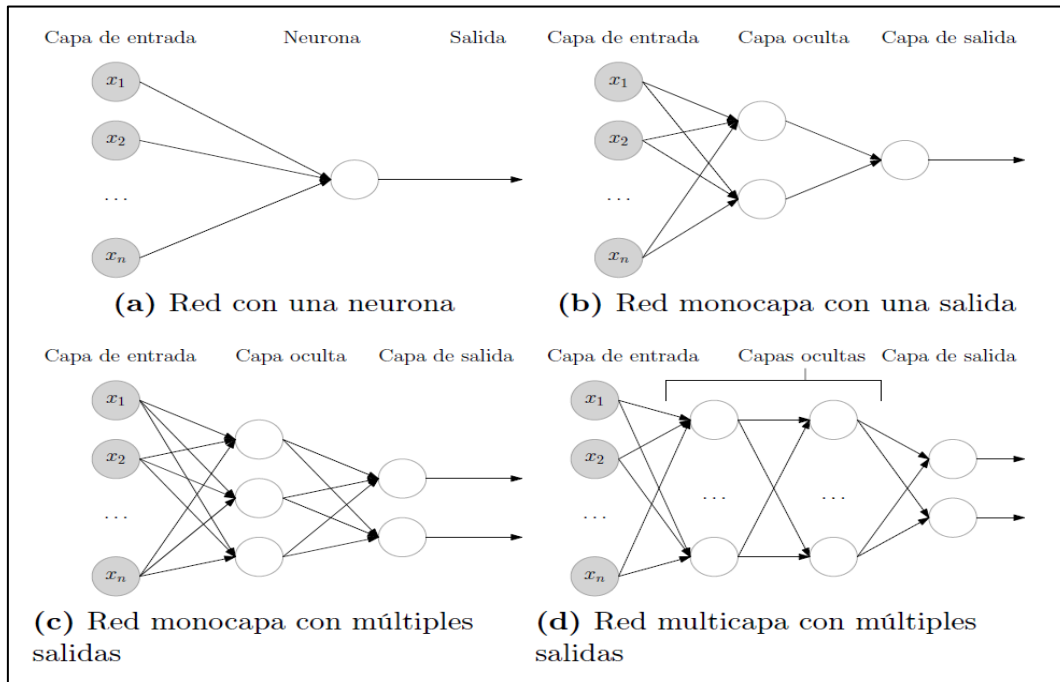 Capa de entrada Neurona Salida
x1
x2
...
xn
(a) Red con una neurona
Capa de entrada Capa oculta Capa de salida
x1
x2
...
xn
(b) Red monocapa con una salida
Capa de entrada Capa oculta Capa de salida
x1
x2
...
xn
(c) Red monocapa con múltiples
salidas
Capa de entrada Capas ocultas Capa de salida
x1
x2
... ... ...
xn
(d) Red multicapa con múltiples
salidas